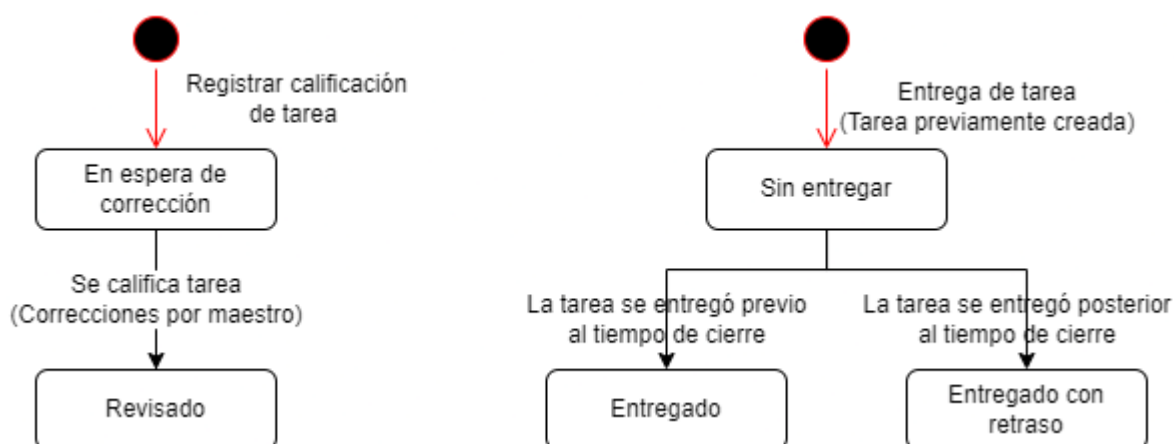 Registrar calificación
de tarea
En espera de
corrección
Se califica tarea
(Correcciones por maestro)
Revisado
Entrega de tarea
(Tarea previamente creada)
Sin entregar
La tarea se entregó previo
al tiempo de cierre
La tarea se entregó posterior
al tiempo de cierre
Entregado
Entregado con
retraso